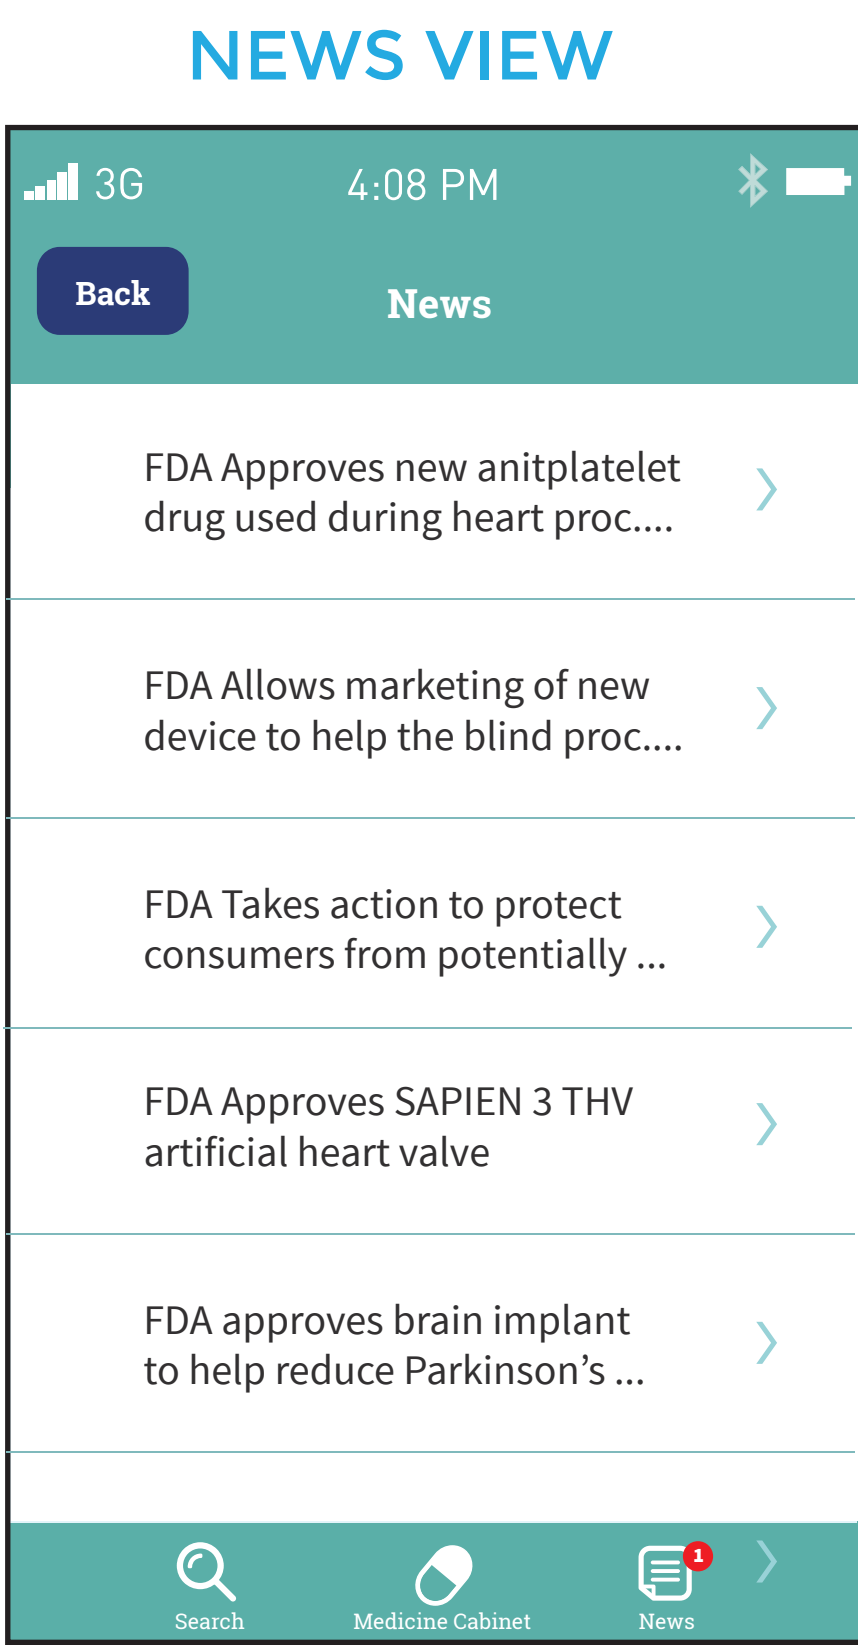 NEWS VIEW
3G 4:08 PM
Back
News
FDA Approves new anitplatelet
drug used during heart proc....
FDA Allows marketing of new
device to help the blind proc....
FDA Takes action to protect
consumers from potentially ...
FDA Approves SAPIEN 3 THV
artificial heart valve
FDA approves brain implant
to help reduce Parkinson’s ...
1
Search Medicine Cabinet News